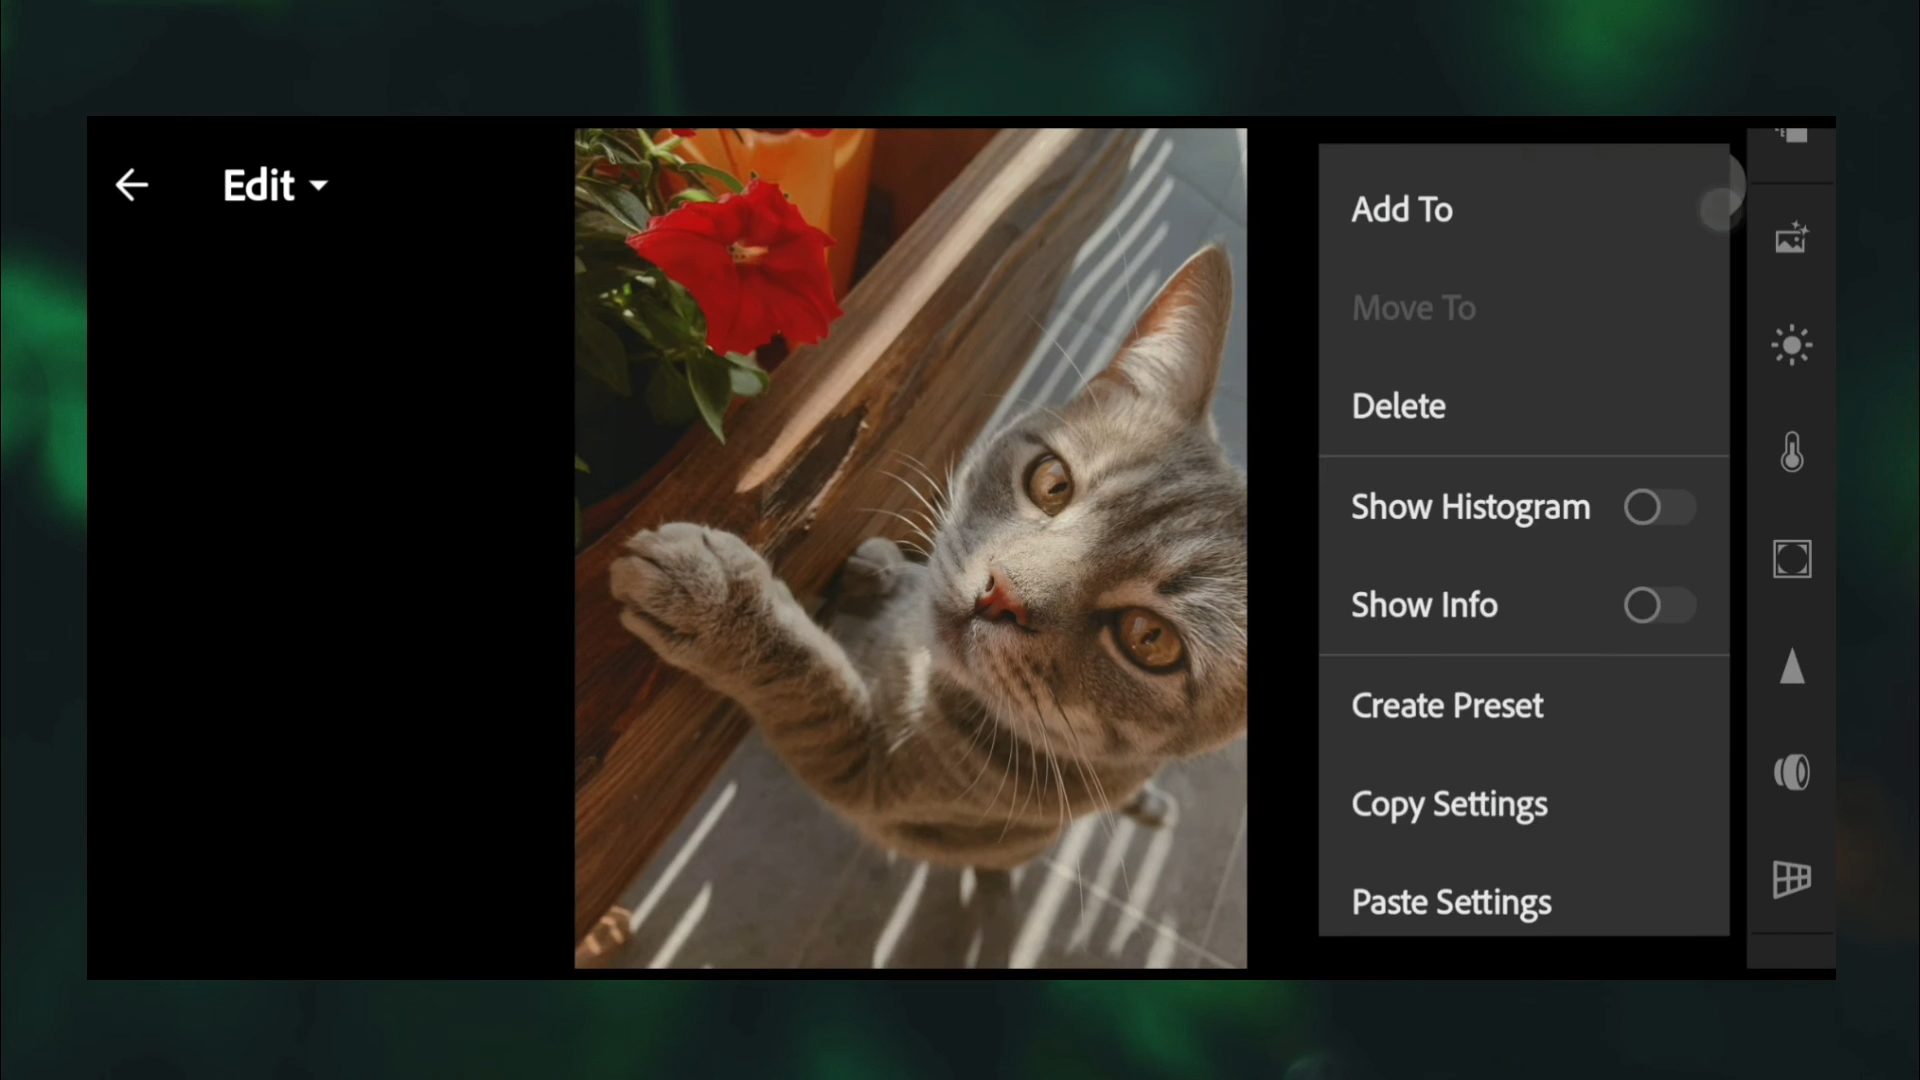 Edit
Add To
Move To
Delete
Show Histogram
Show Info
Create Preset
Copy Settings
Paste Settings